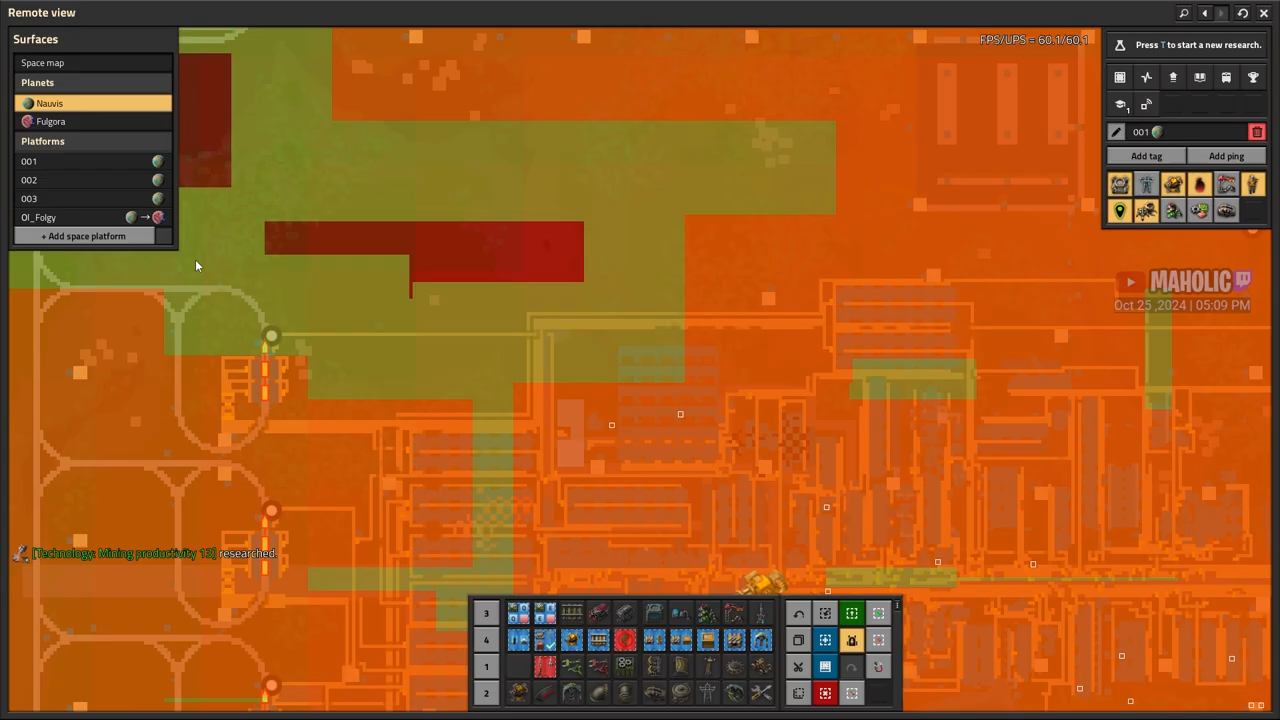 Remote view
Surfaces
Space map
Planets
Nauvis
Fulgora
Platforms
001
002
003
+ Add space platform
FPS/UPS = 60.1/60.1
Press T to start a new research.
1
001
Add tag
Add ping
MAHOLIC
Oct 25 ,2024 | 05:09 PM
[Technology: Mining productivity 13] researched.
3
4
1
2